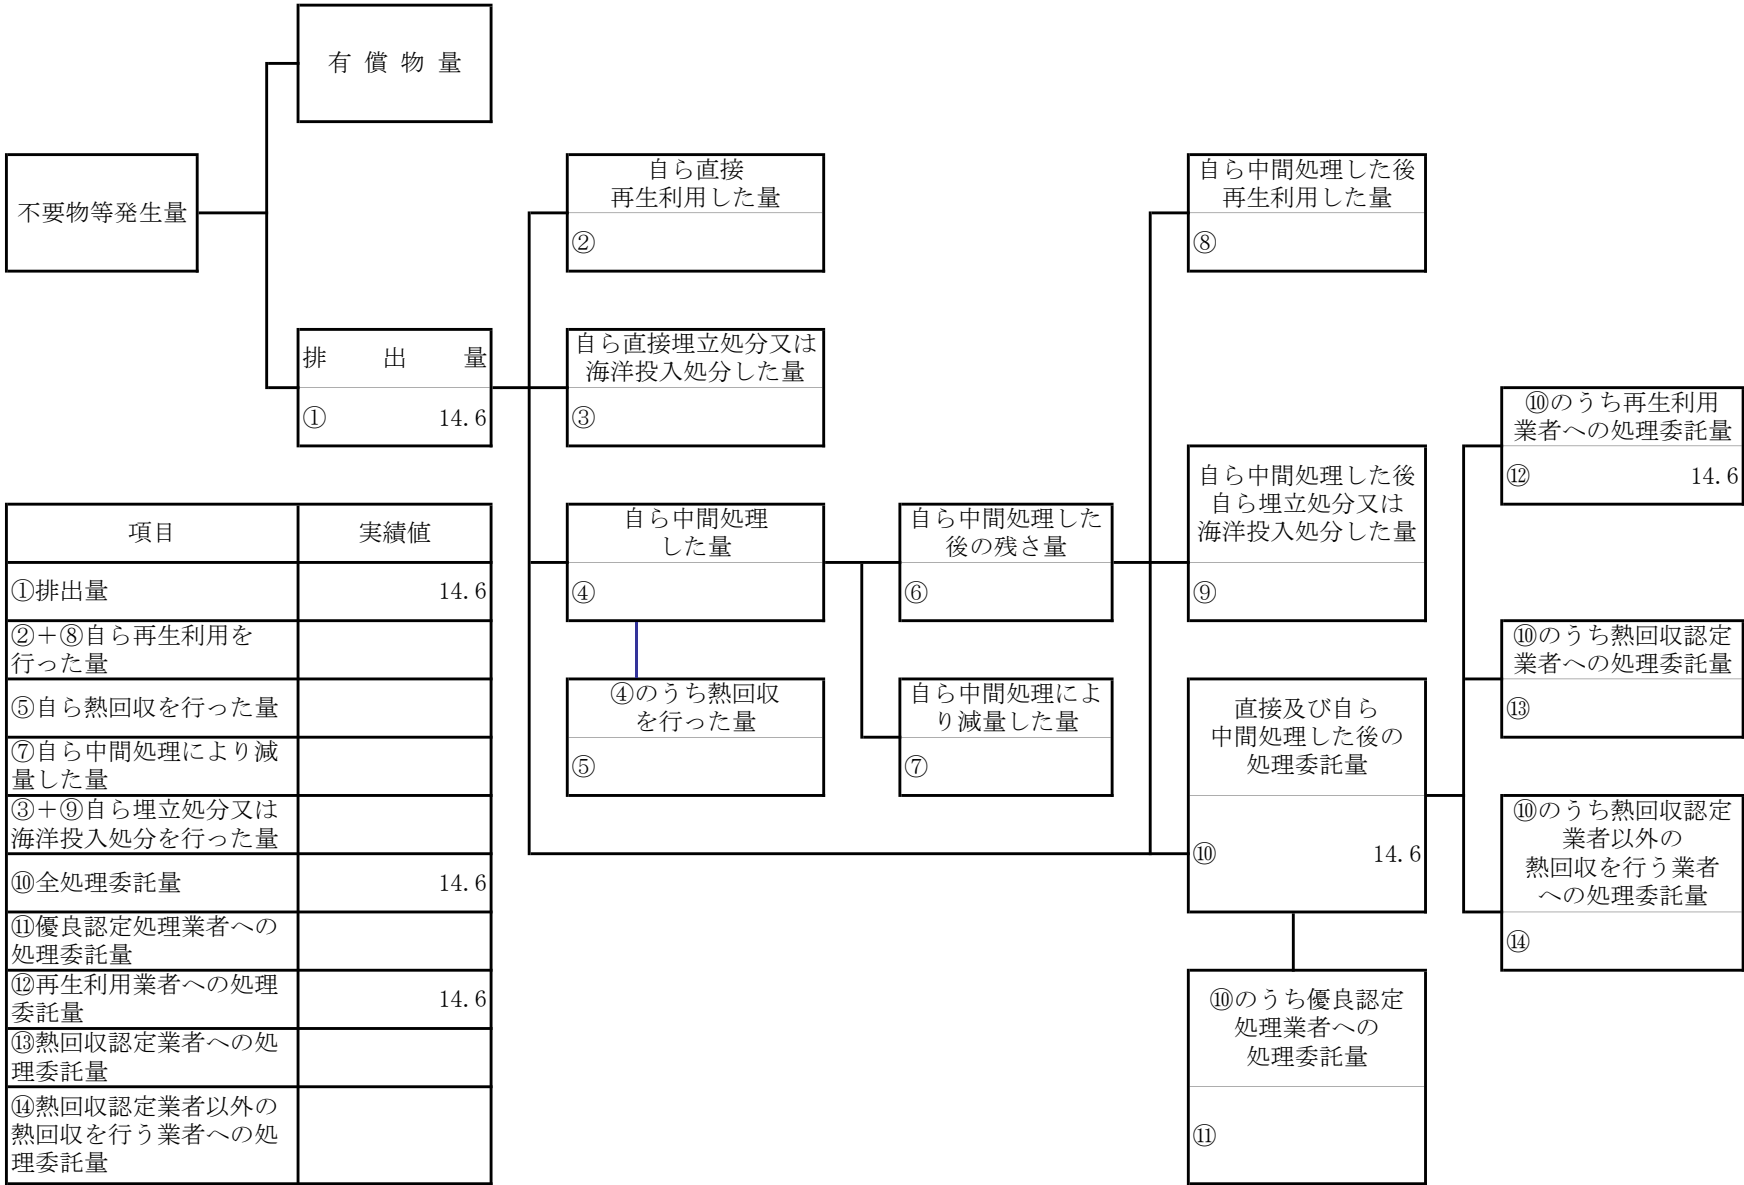 有 償 物 量
不要物等発生量
排 出 量
① 14.6
自ら直接
再生利用した量
②
自ら直接埋立処分又は
海洋投入処分した量
③
自ら中間処理
した量
④
④のうち熱回収
を行った量
⑤
自ら中間処理した
後の残さ量
⑥
自ら中間処理によ
り減量した量
⑦
自ら中間処理した後
再生利用した量
⑧
自ら中間処理した後
自ら埋立処分又は
海洋投入処分した量
⑨
直接及び自ら
中間処理した後の
処理委託量
⑩ 14.6
⑩のうち優良認定
処理業者への
処理委託量
⑪
⑩のうち再生利用
業者への処理委託量
⑫ 14.6
⑩のうち熱回収認定
業者への処理委託量
⑬
⑩のうち熱回収認定
業者以外の
熱回収を行う業者
への処理委託量
⑭
項目 実績値
①排出量 14.6
②＋⑧自ら再生利用を
行った量
⑤自ら熱回収を行った量
⑦自ら中間処理により減
量した量
③＋⑨自ら埋立処分又は
海洋投入処分を行った量
⑩全処理委託量 14.6
⑪優良認定処理業者への
処理委託量
⑫再生利用業者への処理
委託量 14.6
⑬熱回収認定業者への処
理委託量
⑭熱回収認定業者以外の
熱回収を行う業者への処
理委託量